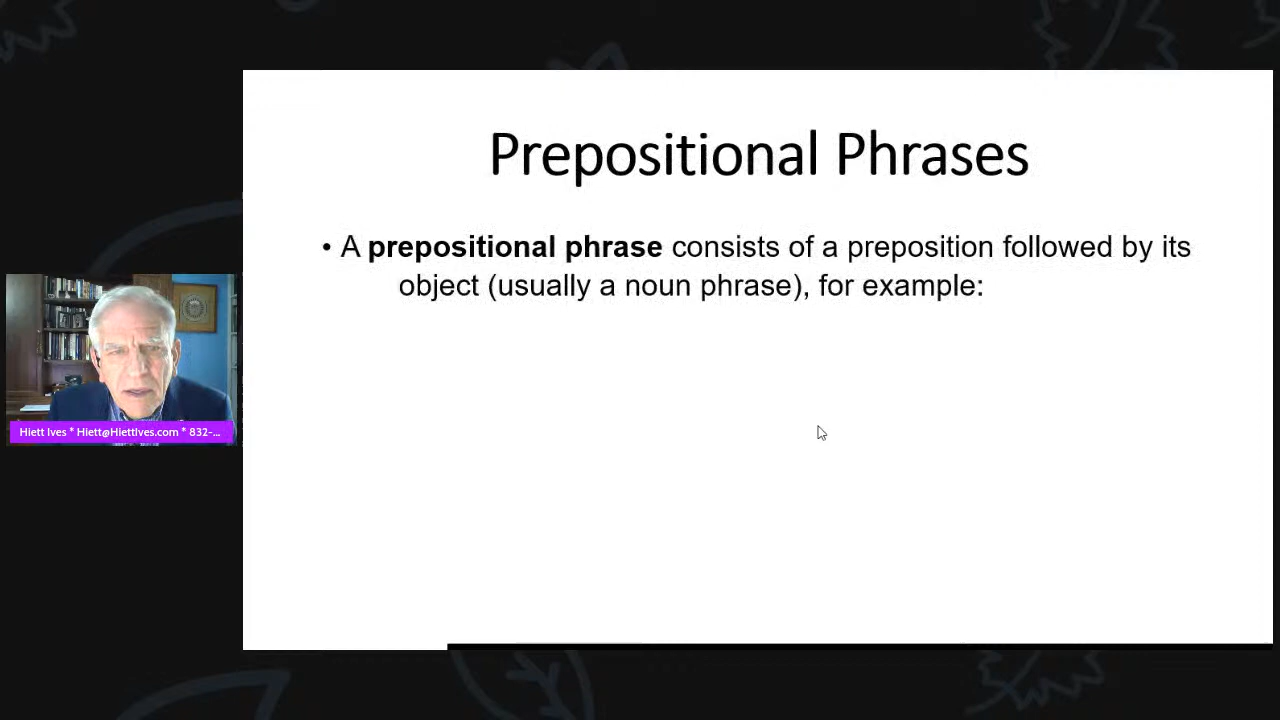 Prepositional Phrases
• A prepositional phrase consists of a preposition followed by its
object (usually a noun phrase), for example:
Hiett Ives * Hiett@HiettIves.com * 832-...